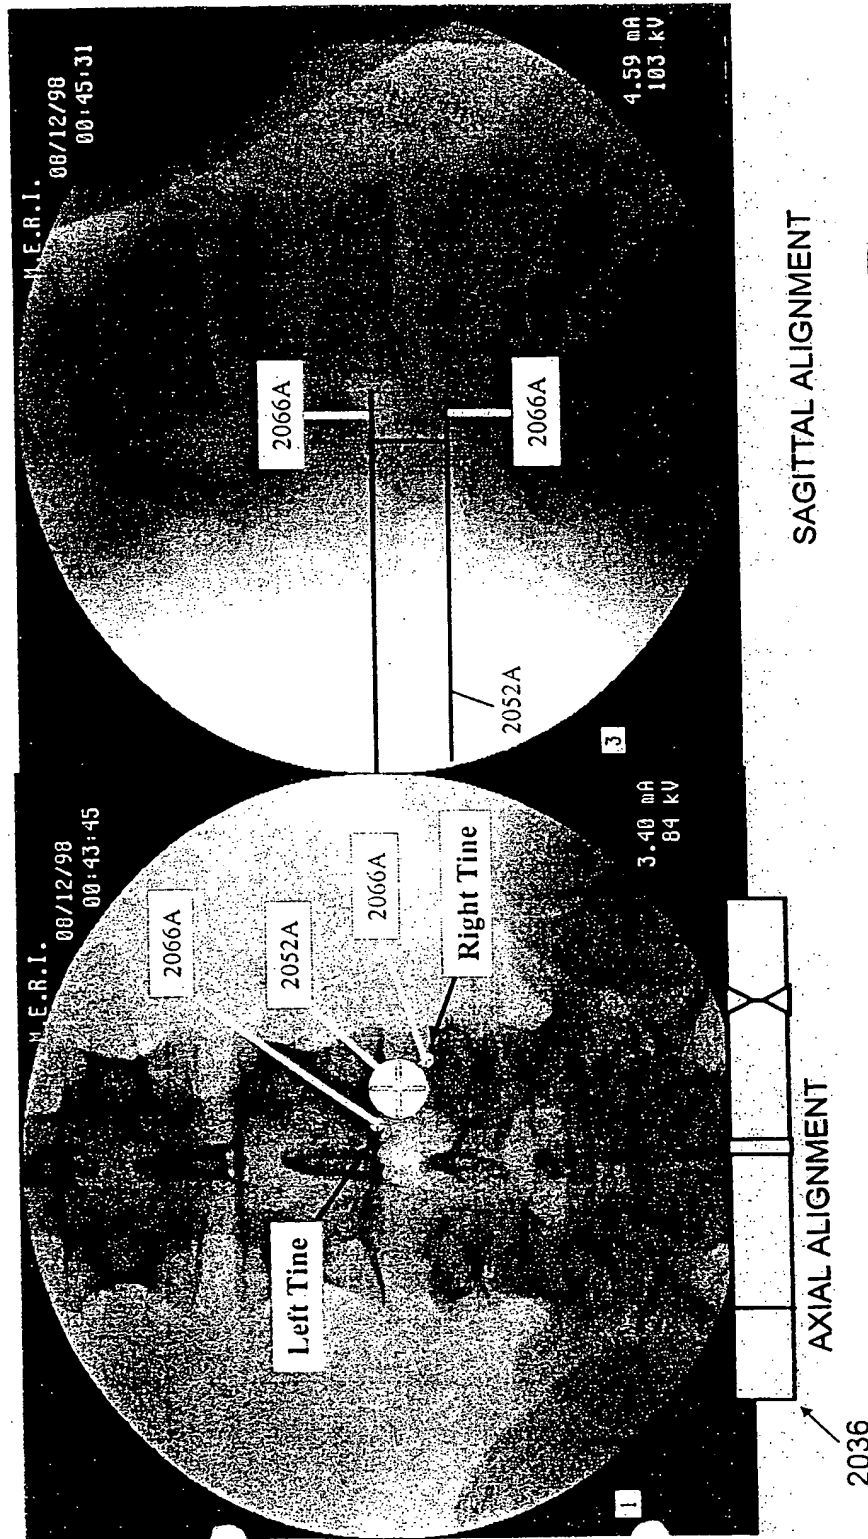 M.E.R.I.
08/12/98
00:43:45
2066A
2052A
2066A
Left Tine
Right Tine
3.40 mA
84 kV
1
AXIAL ALIGNMENT
2036
M.E.R.I.
08/12/98
00:45:31
2066A
2066A
2052A
4.59 mA
103 kV
3
SAGITTAL ALIGNMENT